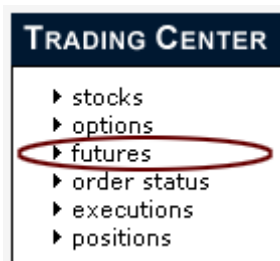 TRADING CENTER
stocks
options
futures
order status
executions
positions